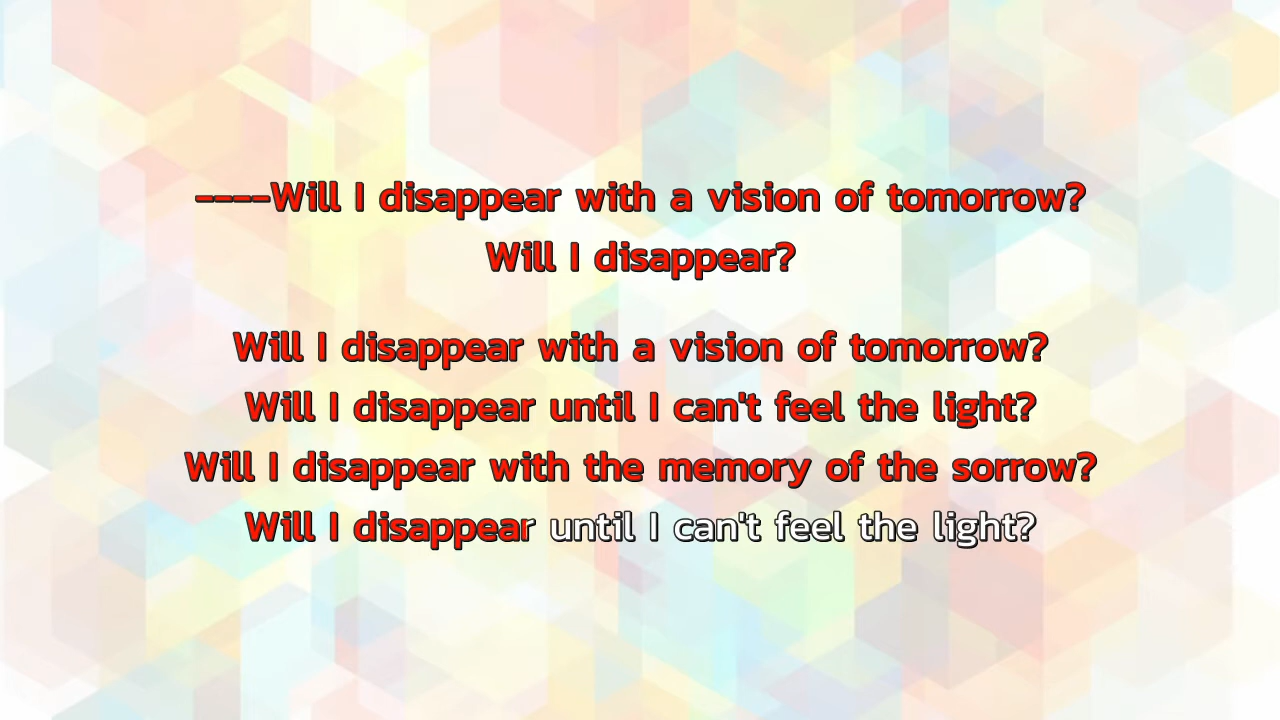 ----Will I disappear with a vision of tomorrow?
Will I disappear?
Will I disappear with a vision of tomorrow?
Will I disappear until I can't feel the light?
Will I disappear with the memory of the sorrow?
Will I disappear until I can't feel the light?